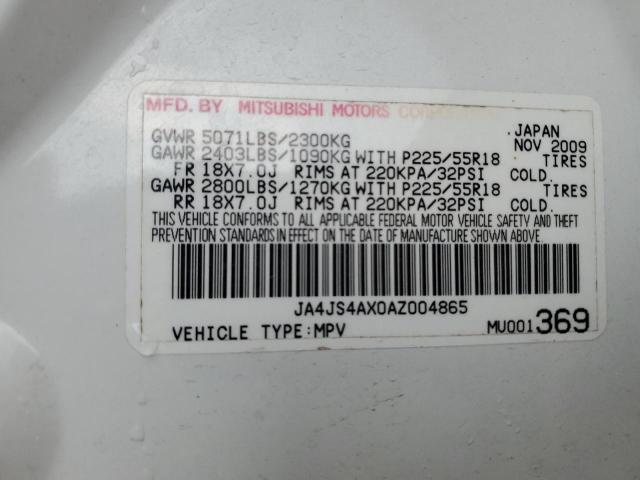 MFD. BY MITSUBISHI MOTORS CORPORATION
JAPAN
GVWR 5071LBS/2300KG NOV 2009
GAWR 2403LBS/1090KG WITH P225/55R18 TIRES
FR 18X7.0J RIMS AT 220KPA/32PSI COLD.
GAWR 2800LBS/1270KG WITH P225/55R18 TIRES
RR 18X7.0J RIMS AT 220KPA/32PSI COLD.
THIS VEHICLE CONFORMS TO ALL APPLICABLE FEDERAL MOTOR VEHICLE SAFETY AND THEFT
PREVENTION STANDARDS IN EFFECT ON THE DATE OF MANUFACTURE SHOWN ABOVE.
JA4JS4AX0AZ004865
VEHICLE TYPE:MPV MU001369